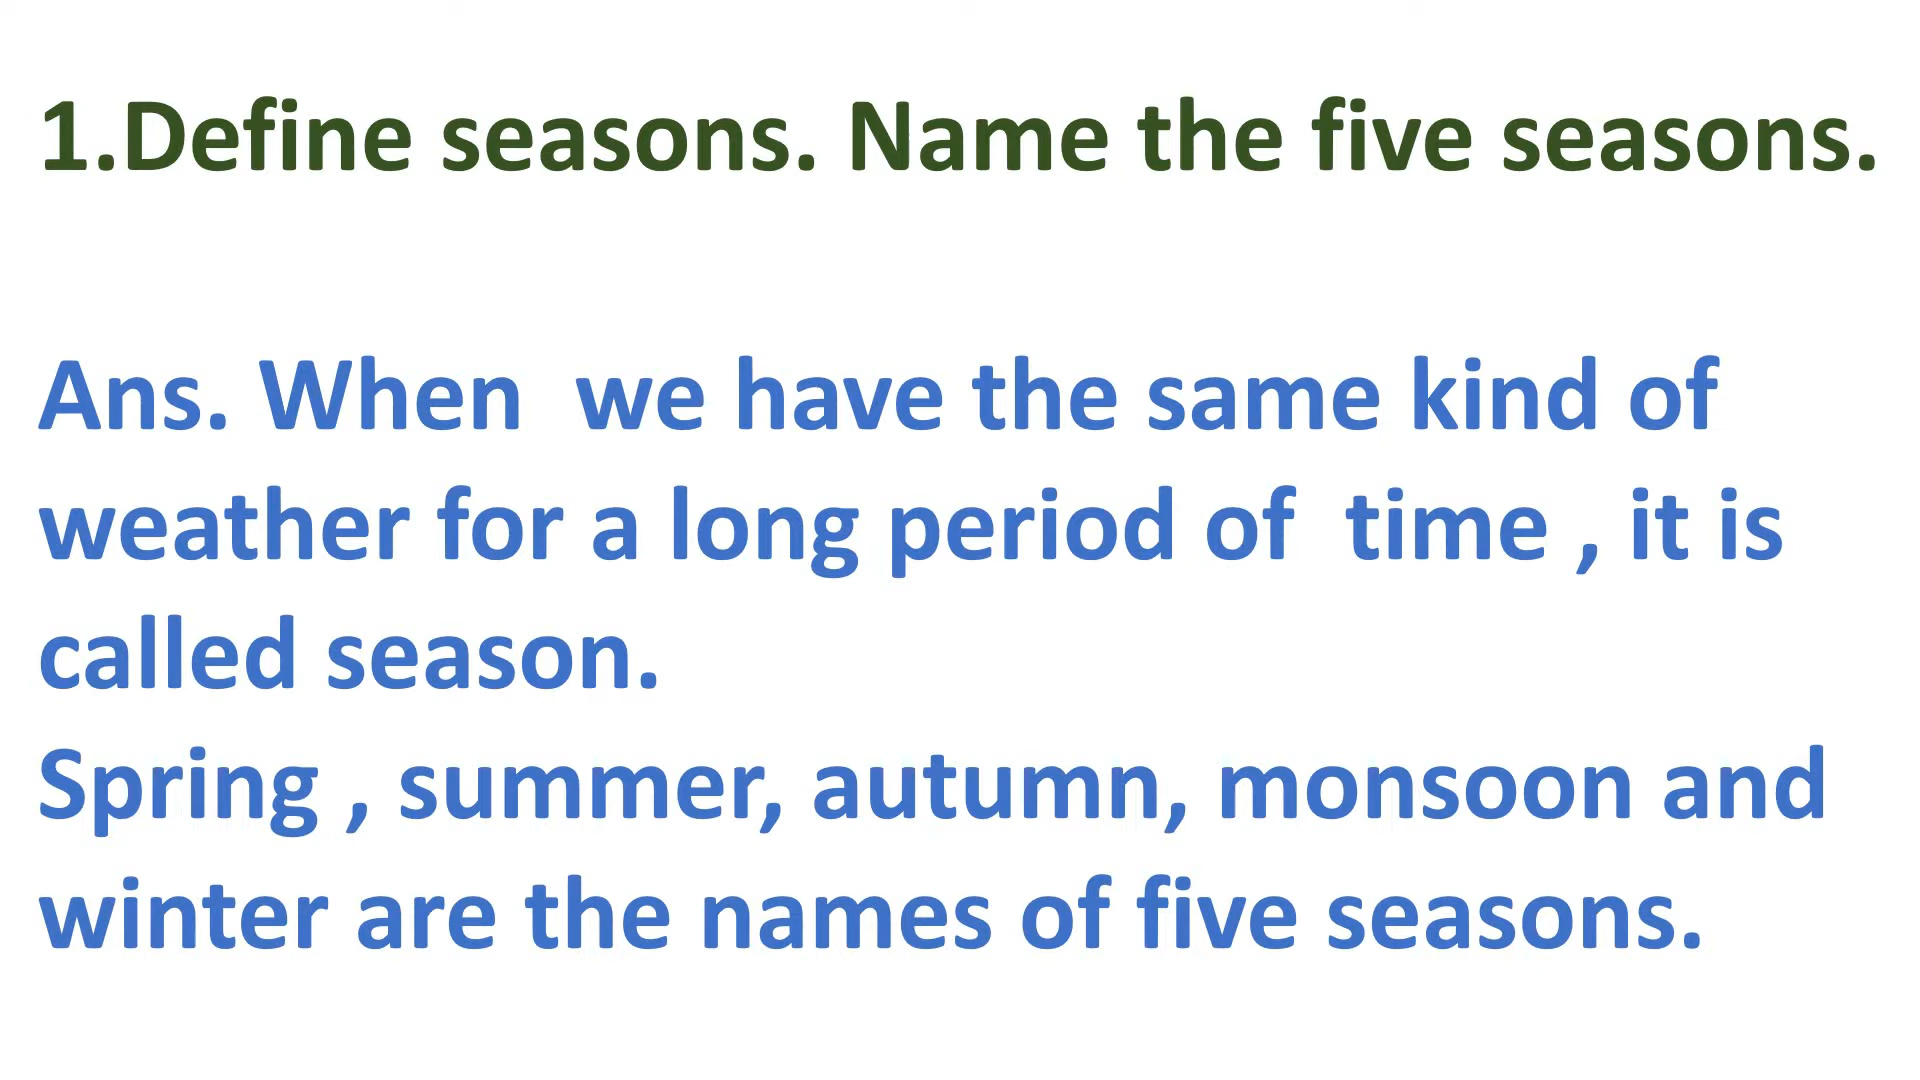 1.Define seasons. Name the five seasons.
Ans. When  we have the same kind of
weather for a long period of  time , it is
called season.
Spring , summer, autumn, monsoon and
winter are the names of five seasons.